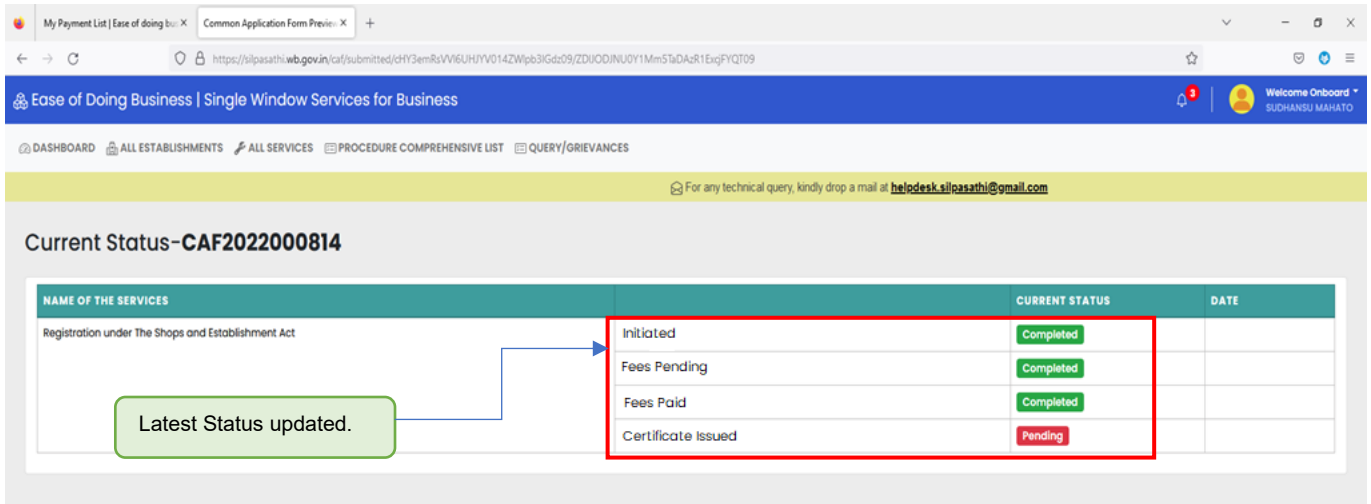 My Payment List | Ease of doing bu
Common Application Form Preview
https://silpasathi.wb.gov.in/caf/submitted/
Ease of Doing Business | Single Window Services for Business
3
Welcome Onboard
SUDHANSU MAHATO
DASHBOARD ALL ESTABLISHMENTS ALL SERVICES PROCEDURE COMPREHENSIVE LIST QUERY/GRIEVANCES
For any technical query, kindly drop a mail at helpdesk.silpasathi@gmail.com
Current Status-CAF2022000814
NAME OF THE SERVICES CURRENT STATUS DATE
Registration under The Shops and Establishment Act Initiated Completed
Fees Pending Completed
Fees Paid Completed
Latest Status updated.
Certificate Issued Pending